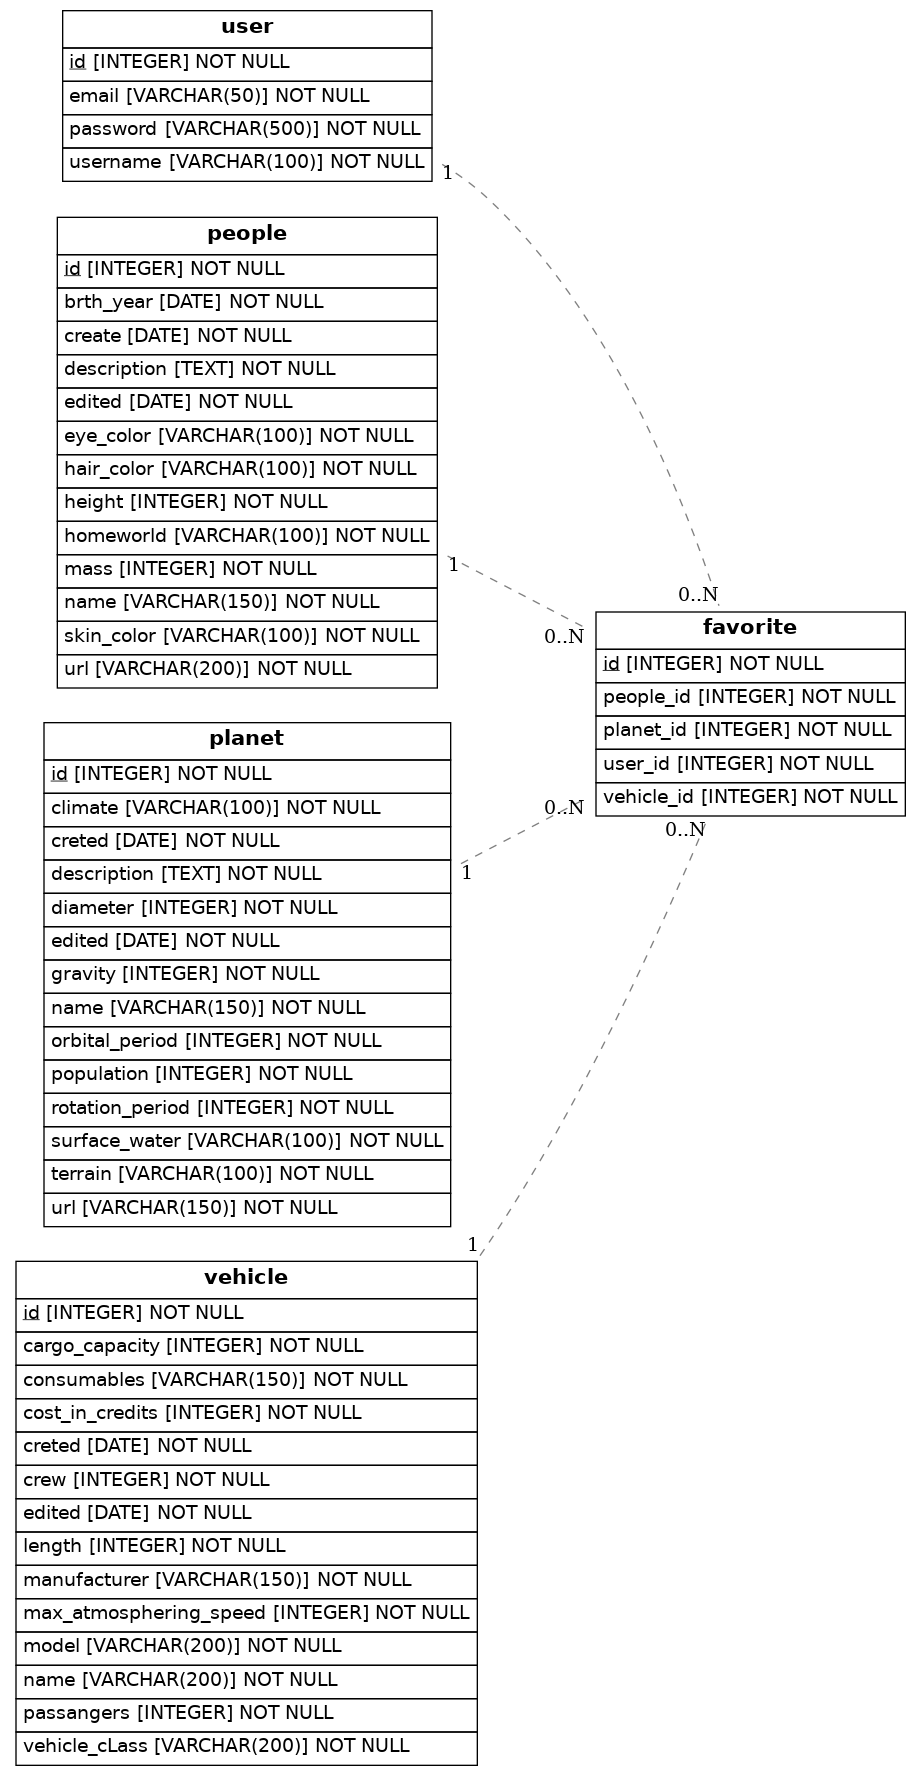 user
id [INTEGER] NOT NULL
email [VARCHAR(50)] NOT NULL
password [VARCHAR(500)] NOT NULL
username [VARCHAR(100)] NOT NULL
1
people
id [INTEGER] NOT NULL
brth_year [DATE] NOT NULL
create [DATE] NOT NULL
description [TEXT] NOT NULL
edited [DATE] NOT NULL
eye_color [VARCHAR(100)] NOT NULL
hair_color [VARCHAR(100)] NOT NULL
height [INTEGER] NOT NULL
homeworld [VARCHAR(100)] NOT NULL
mass [INTEGER] NOT NULL
name [VARCHAR(150)] NOT NULL
skin_color [VARCHAR(100)] NOT NULL
url [VARCHAR(200)] NOT NULL
1
0..N
0..N
favorite
id [INTEGER] NOT NULL
people_id [INTEGER] NOT NULL
planet_id [INTEGER] NOT NULL
user_id [INTEGER] NOT NULL
vehicle_id [INTEGER] NOT NULL
0..N
0..N
planet
id [INTEGER] NOT NULL
climate [VARCHAR(100)] NOT NULL
creted [DATE] NOT NULL
description [TEXT] NOT NULL
diameter [INTEGER] NOT NULL
edited [DATE] NOT NULL
gravity [INTEGER] NOT NULL
name [VARCHAR(150)] NOT NULL
orbital_period [INTEGER] NOT NULL
population [INTEGER] NOT NULL
rotation_period [INTEGER] NOT NULL
surface_water [VARCHAR(100)] NOT NULL
terrain [VARCHAR(100)] NOT NULL
url [VARCHAR(150)] NOT NULL
1
1
vehicle
id [INTEGER] NOT NULL
cargo_capacity [INTEGER] NOT NULL
consumables [VARCHAR(150)] NOT NULL
cost_in_credits [INTEGER] NOT NULL
creted [DATE] NOT NULL
crew [INTEGER] NOT NULL
edited [DATE] NOT NULL
length [INTEGER] NOT NULL
manufacturer [VARCHAR(150)] NOT NULL
max_atmosphering_speed [INTEGER] NOT NULL
model [VARCHAR(200)] NOT NULL
name [VARCHAR(200)] NOT NULL
passangers [INTEGER] NOT NULL
vehicle_cLass [VARCHAR(200)] NOT NULL